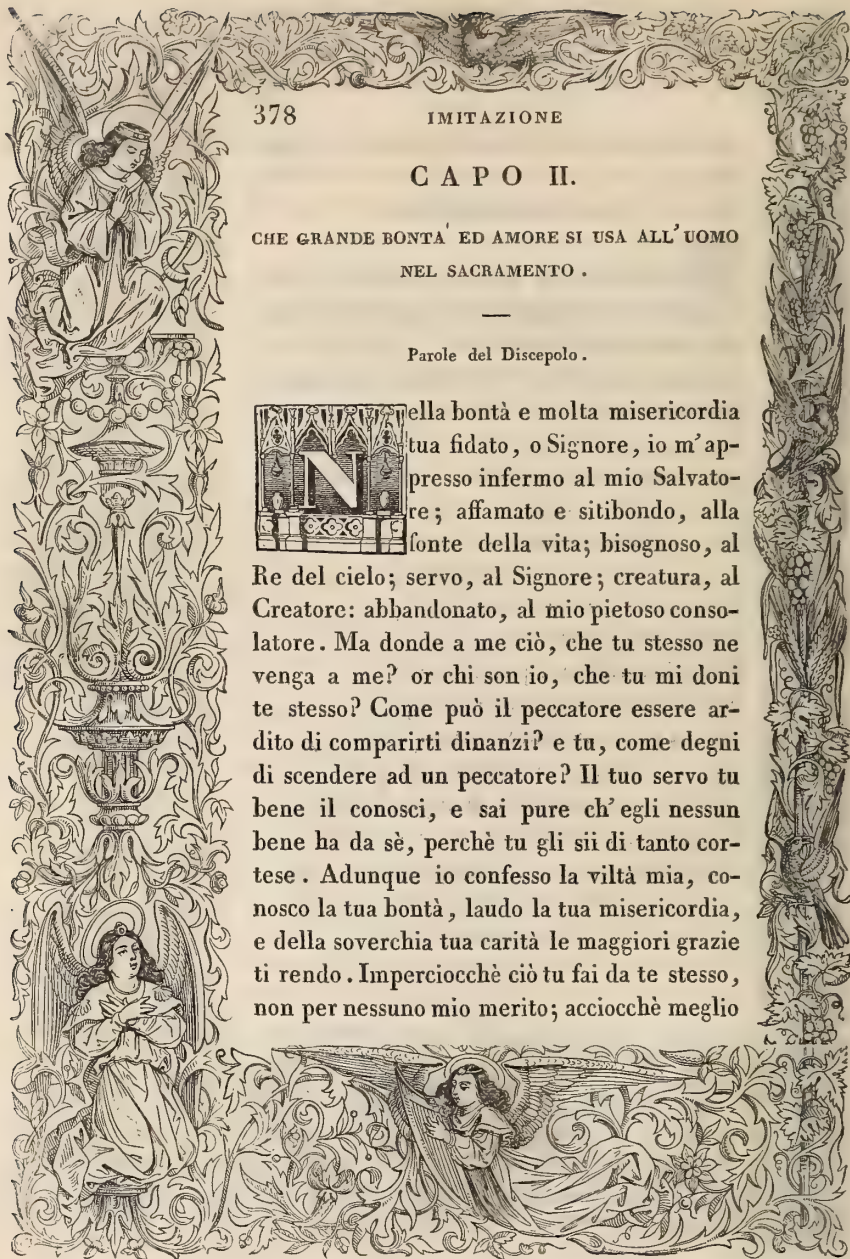 378 IMITAZIONE
CAPO II.
CHE GRANDE BONTA' ED AMORE SI USA ALL'UOMO
NEL SACRAMENTO .
Parole del Discepolo .
Nella bontà e molta misericordia
tua fidato, o Signore, io m'ap-
presso infermo al mio Salvato-
re; affamato e sitibondo, alla
fonte della vita; bisognoso, al
Re del cielo; servo, al Signore; creatura, al
Creatore: abbandonato, al mio pietoso conso-
latore. Ma donde a me ciò, che tu stesso ne
venga a me? or chi son io, che tu mi doni
te stesso? Come può il peccatore essere ar-
dito di comparirti dinanzi? e tu, come degni
di scendere ad un peccatore? Il tuo servo tu
bene il conosci, e sai pure ch'egli nessun
bene ha da sè, perchè tu gli sii di tanto cor-
tese. Adunque io confesso la viltà mia, co-
nosco la tua bontà, laudo la tua misericordia,
e della soverchia tua carità le maggiori grazie
ti rendo. Imperciocchè ciò tu fai da te stesso,
non per nessuno mio merito; acciocchè meglio